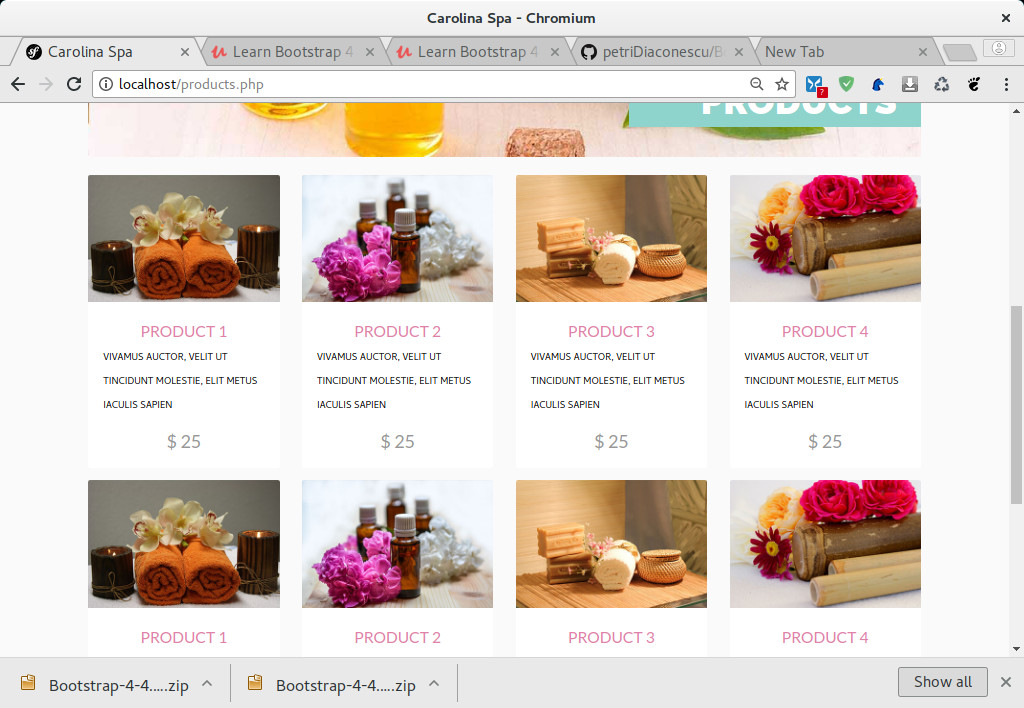 Carolina Spa - Chromium
Carolina Spa
Learn Bootstrap 4
Learn Bootstrap 4
petriDiaconescu/B
New Tab
localhost/products.php
?
PRODUCTS
PRODUCT 1
VIVAMUS AUCTOR, VELIT UT
TINCIDUNT MOLESTIE, ELIT METUS
IACULIS SAPIEN
$ 25
PRODUCT 2
VIVAMUS AUCTOR, VELIT UT
TINCIDUNT MOLESTIE, ELIT METUS
IACULIS SAPIEN
$ 25
PRODUCT 3
VIVAMUS AUCTOR, VELIT UT
TINCIDUNT MOLESTIE, ELIT METUS
IACULIS SAPIEN
$ 25
PRODUCT 4
VIVAMUS AUCTOR, VELIT UT
TINCIDUNT MOLESTIE, ELIT METUS
IACULIS SAPIEN
$ 25
PRODUCT 1
PRODUCT 2
PRODUCT 3
PRODUCT 4
Bootstrap-4-4.....zip
Bootstrap-4-4.....zip
Show all